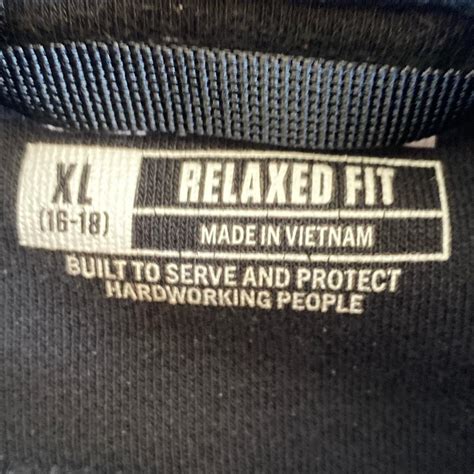 XL
(16-18)
RELAXED FIT
MADE IN VIETNAM
BUILT TO SERVE AND PROTECT
HARDWORKING PEOPLE